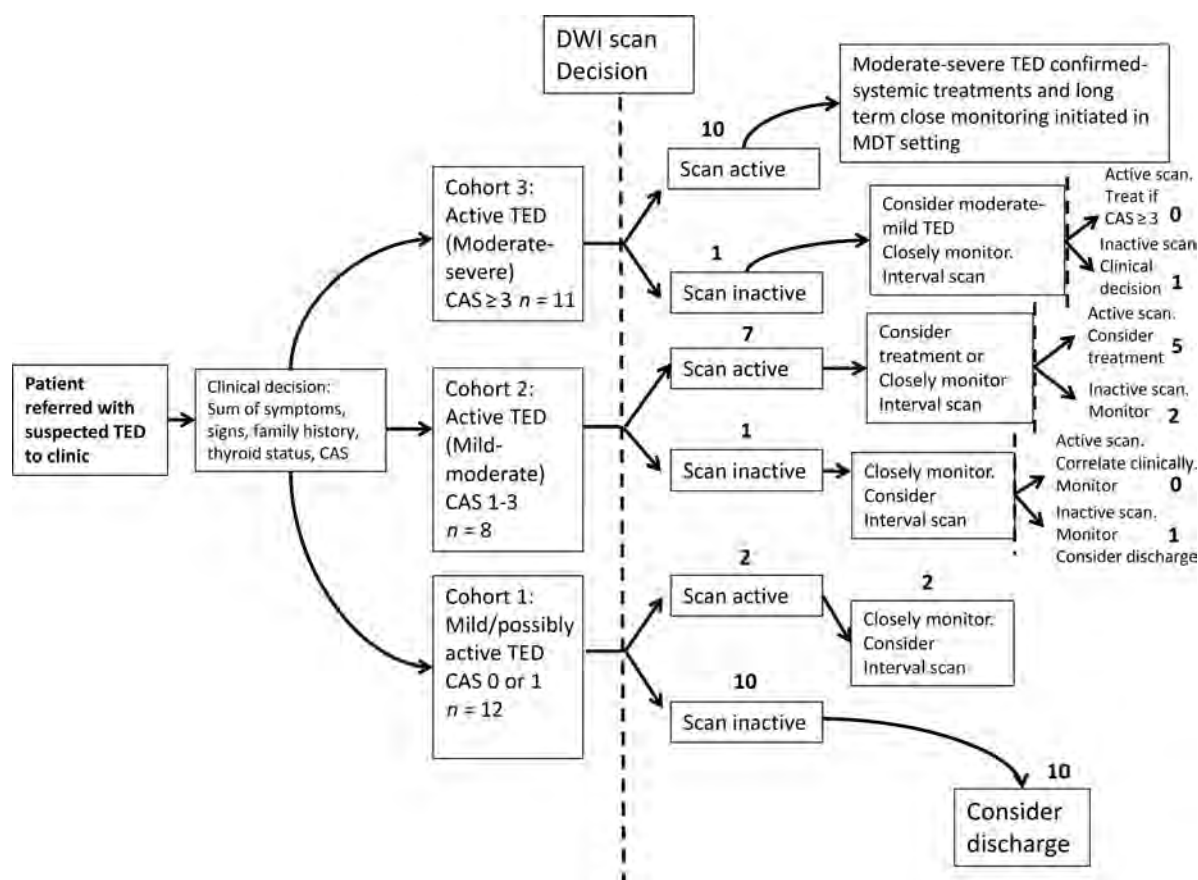 DWI scan
Decision
Moderate-severe TED confirmed-
systemic treatments and long
term close monitoring initiated in
MDT setting
10
Scan active
Cohort 3:
Active TED
(Moderate-
severe)
CAS ≥ 3 n = 11
1
Scan inactive
Consider moderate-
mild TED
Closely monitor.
Interval scan
Active scan.
Treat if
CAS ≥ 3 0
Inactive scan
Clinical
decision 1
Patient
referred with
suspected TED
to clinic
Clinical decision:
Sum of symptoms,
signs, family history,
thyroid status, CAS
Cohort 2:
Active TED
(Mild-
moderate)
CAS 1-3
n = 8
7
Scan active
Consider
treatment or
Closely monitor
Interval scan
Active scan.
Consider
treatment 5
Inactive scan.
Monitor
2
1
Scan inactive
Closely monitor.
Consider
Interval scan
Active scan.
Correlate clinically.
Monitor 0
Inactive scan.
Monitor 1
Consider discharge
Cohort 1:
Mild/possibly
active TED
CAS 0 or 1
n = 12
2
Scan active
2
Closely monitor.
Consider
Interval scan
10
Scan inactive
10
Consider
discharge